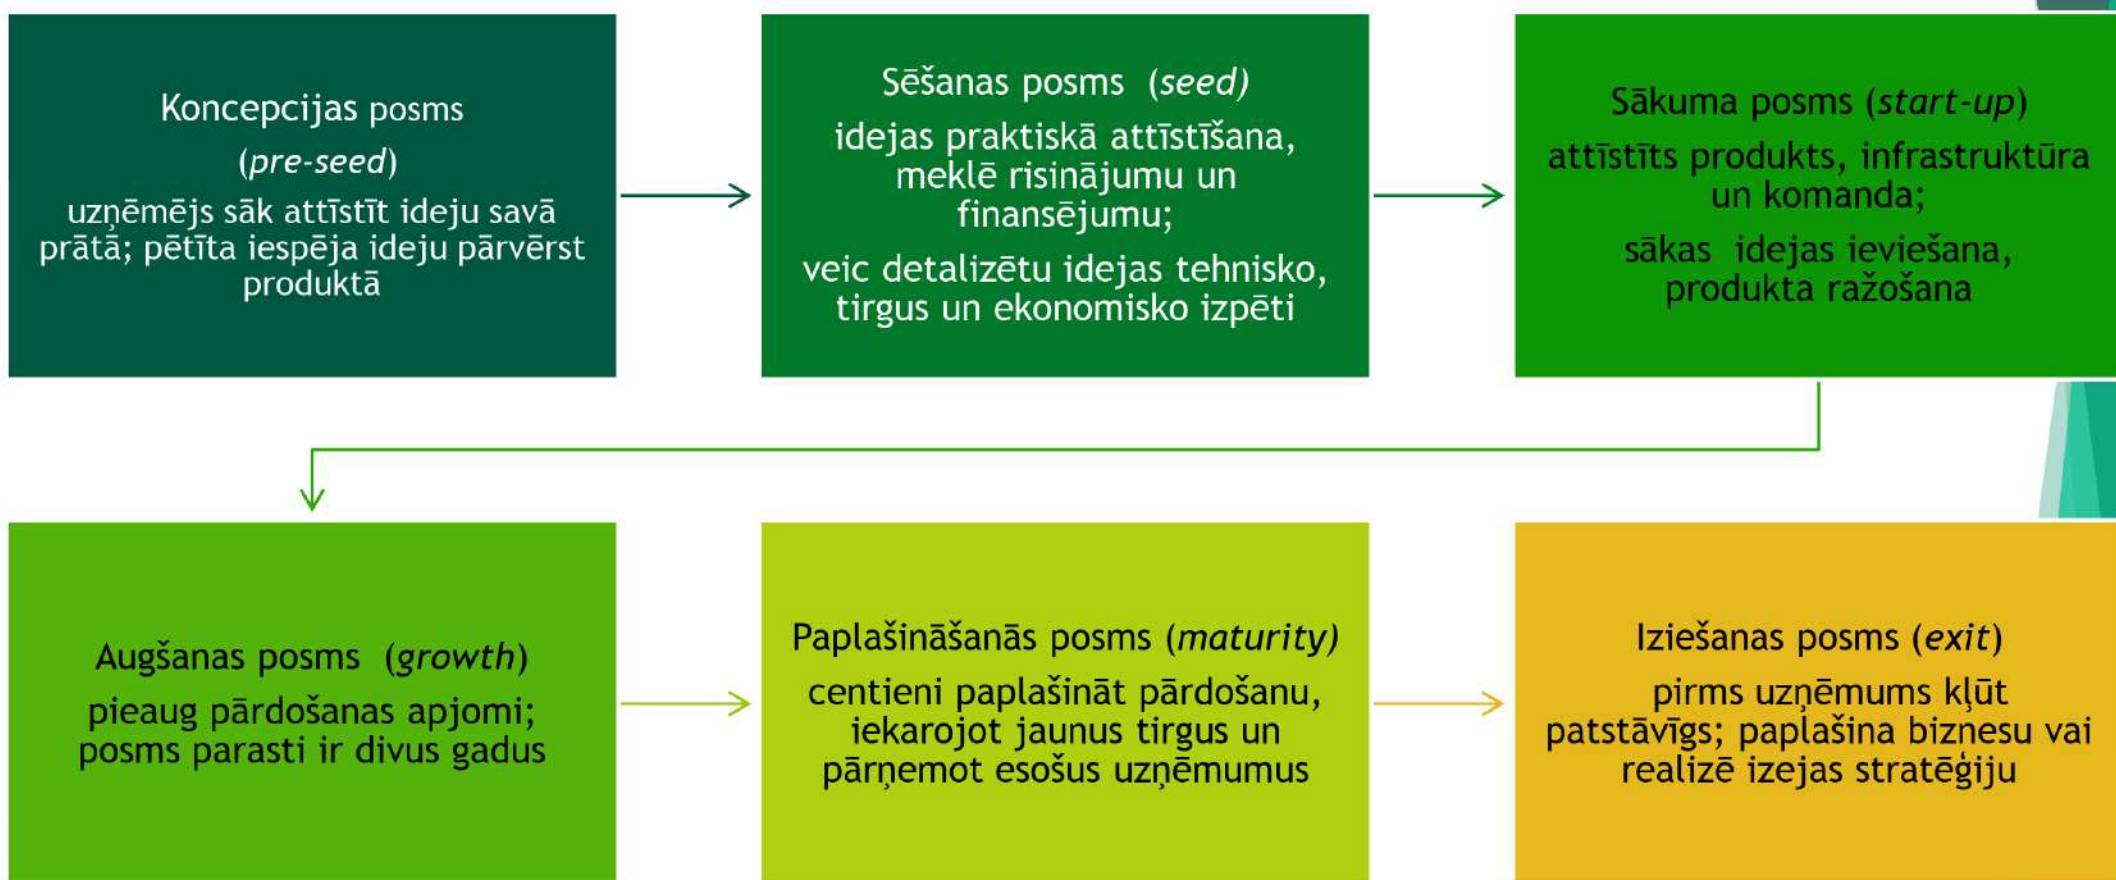 Koncepcijas posms
(pre-seed)
uzņēmējs sāk attīstīt ideju savā
prātā; pētīta iespēja ideju pārvērst
produktā
Sēšanas posms (seed)
idejas praktiskā attīstīšana,
meklē risinājumu un
finansējumu;
veic detalizētu idejas tehnisko,
tirgus un ekonomisko izpēti
Sākuma posms (start-up)
attīstīts produkts, infrastruktūra
un komanda;
sākas idejas ieviešana,
produkta ražošana
Augšanas posms (growth)
pieaug pārdošanas apjomi;
posms parasti ir divus gadus
Paplašināšanās posms (maturity)
centieni paplašināt pārdošanu,
iekarojot jaunus tirgus un
pārņemot esošus uzņēmumus
Iziešanas posms (exit)
pirms uzņēmums kļūt
patstāvīgs; paplašina biznesu vai
realizē izejas stratēģiju